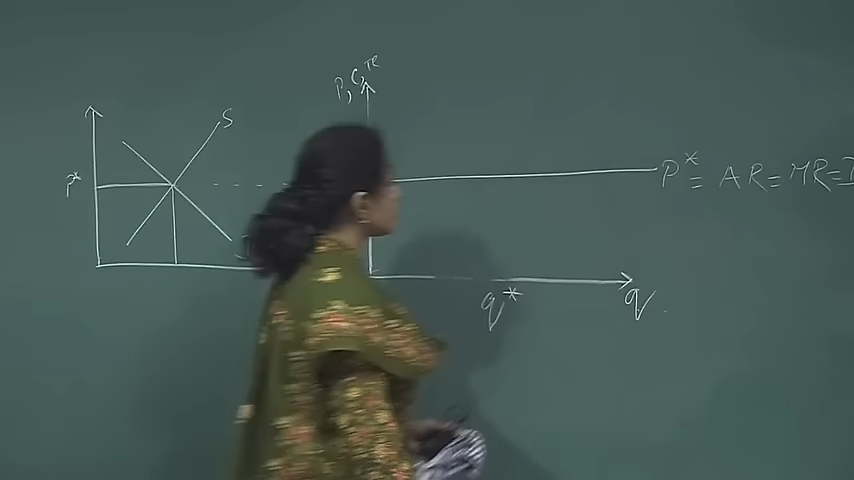 P, C, TR
S
P*
P* = AR = MR = D
q*
q